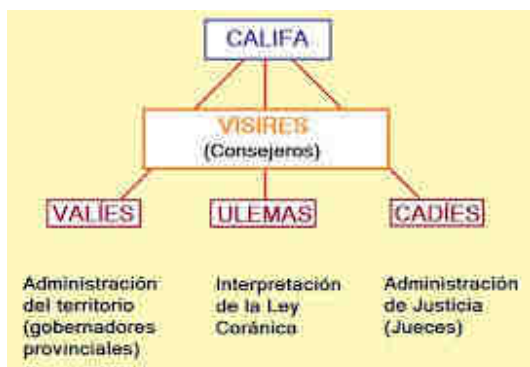 CALIFA
VISIRES
(Consejeros)
VALÍES
ULEMAS
CADÍES
Administración
del territorio
(gobernadores
provinciales)
Interpretación
de la Ley
Coránica
Administración
de Justicia
(Jueces)